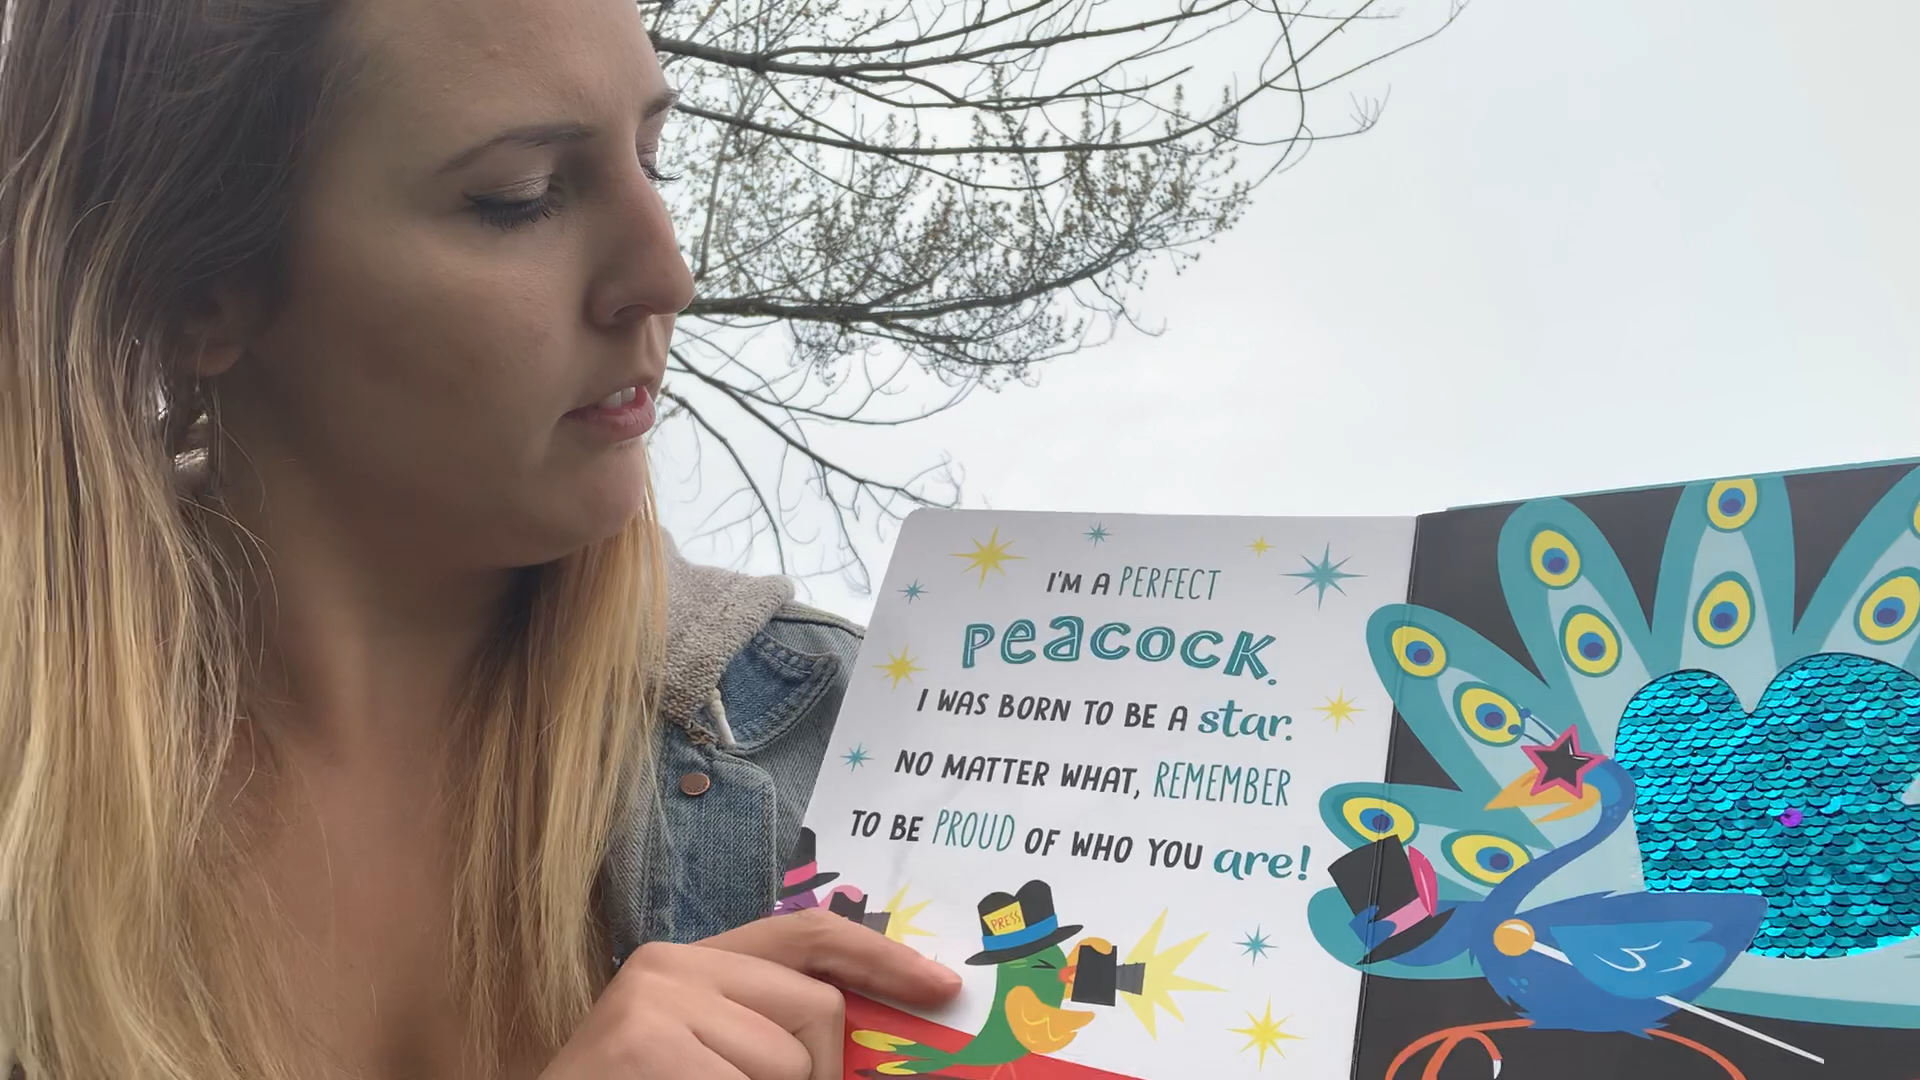 I'M A PERFECT
Peacock.
I WAS BORN TO BE A star.
NO MATTER WHAT, REMEMBER
TO BE PROUD OF WHO YOU are!
PRESS